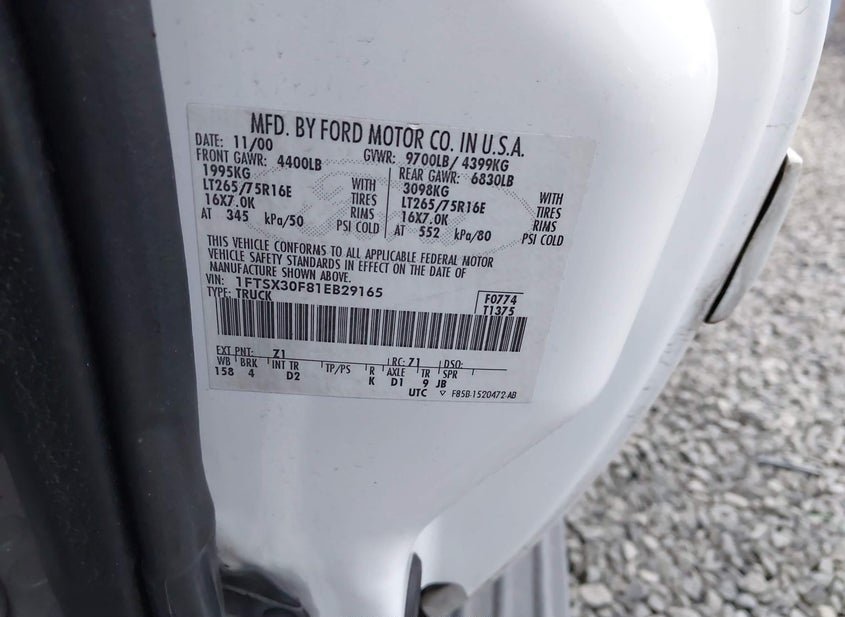 MFD. BY FORD MOTOR CO. IN U.S.A.
DATE: 11/00 GVWR: 9700LB/ 4399KG
FRONT GAWR: 4400LB REAR GAWR: 6830LB
1995KG WITH 3098KG WITH
LT265/75R16E TIRES LT265/75R16E TIRES
16X7.0K RIMS 16X7.0K RIMS
AT 345 kPa/50 PSI COLD AT 552 kPa/80 PSI COLD
THIS VEHICLE CONFORMS TO ALL APPLICABLE FEDERAL MOTOR
VEHICLE SAFETY STANDARDS IN EFFECT ON THE DATE OF
MANUFACTURE SHOWN ABOVE.
VIN: 1FTSX30F81EB29165 F0774
TYPE: TRUCK T1375
EXT PNT: Z1 RC: 71 DSO:
WB BRK INT TR TP/PS R AXLE TR SPR
158 4 D2 K D1 9 JB
UTC ▽ F85B-1520472-AB